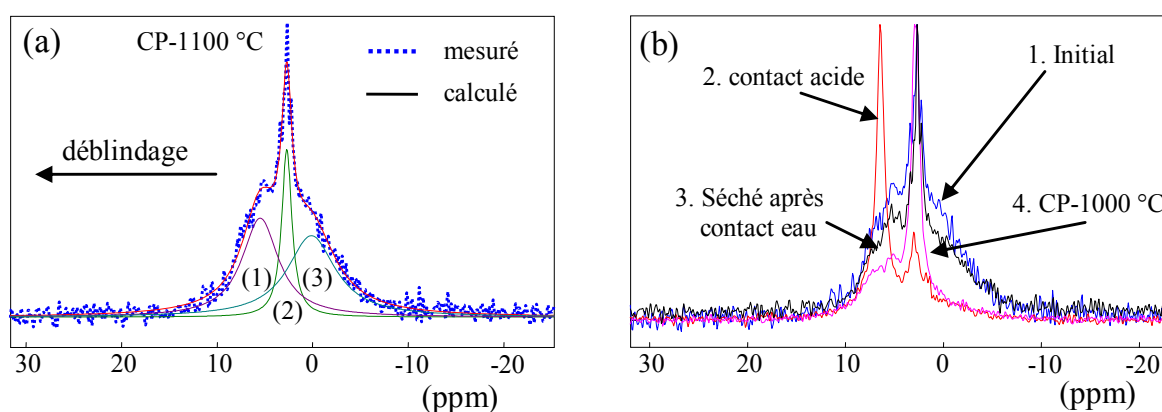 (a)
CP-1100 °C
mesuré
calculé
déblindage
(1)
(2)
(3)
30 20 10 0 -10 -20
(ppm)
(b)
1. Initial
2. contact acide
3. Séché après
contact eau
4. CP-1000 °C
30 20 10 0 -10 -20
(ppm)